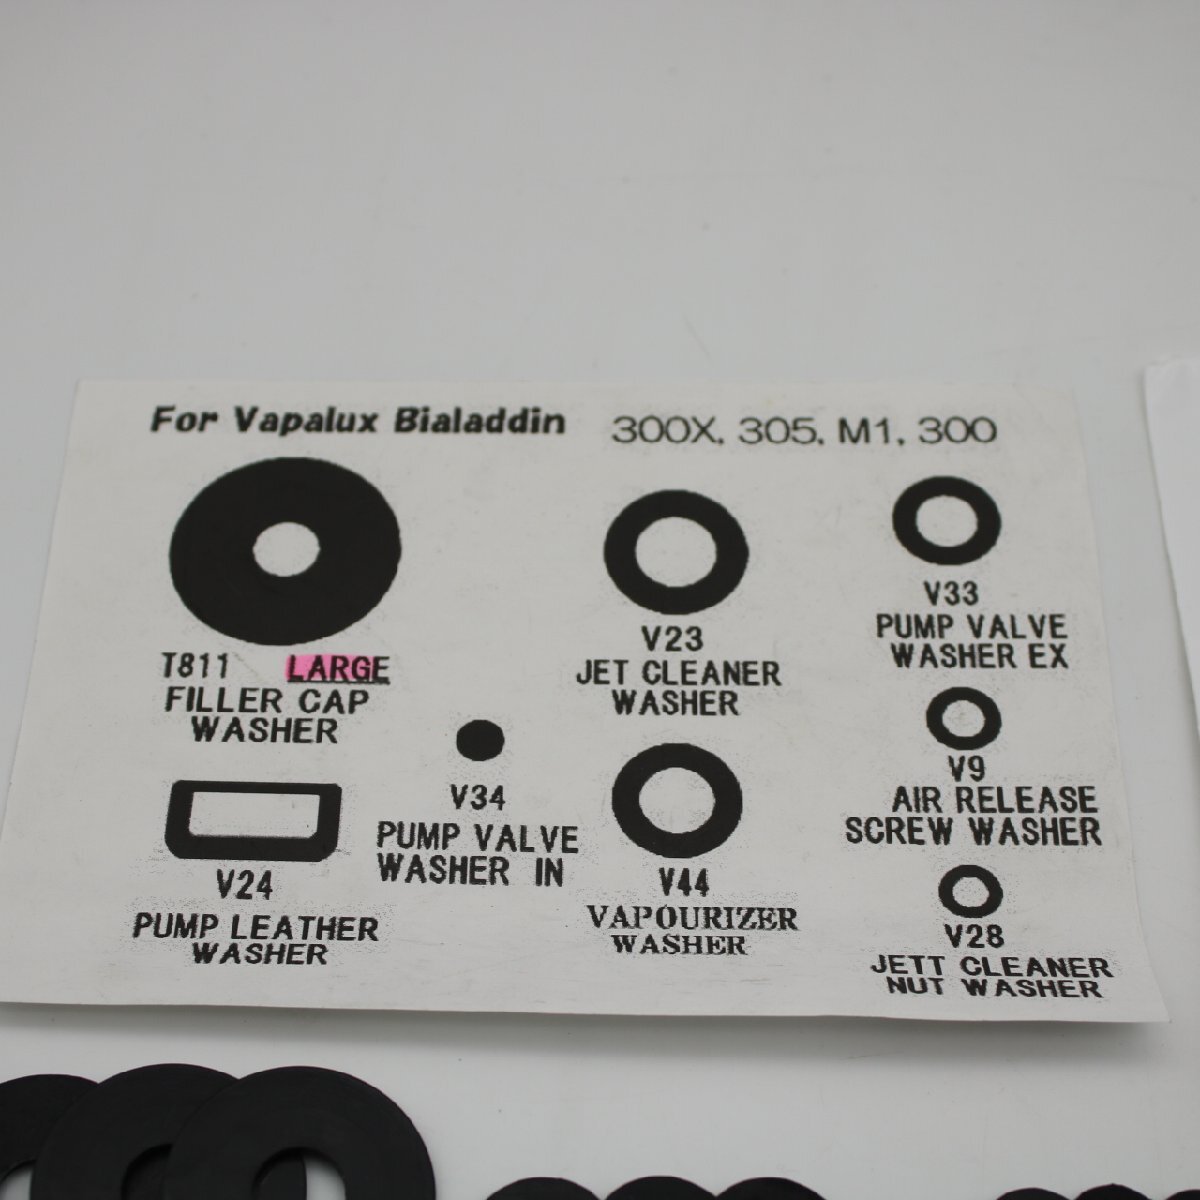 For Vapalux Bialaddin 300X, 305, M1, 300
T811 LARGE
FILLER CAP
WASHER
V24
PUMP LEATHER
WASHER
V34
PUMP VALVE
WASHER IN
V23
JET CLEANER
WASHER
V44
VAPOURIZER
WASHER
V33
PUMP VALVE
WASHER EX
V9
AIR RELEASE
SCREW WASHER
V28
JETT CLEANER
NUT WASHER